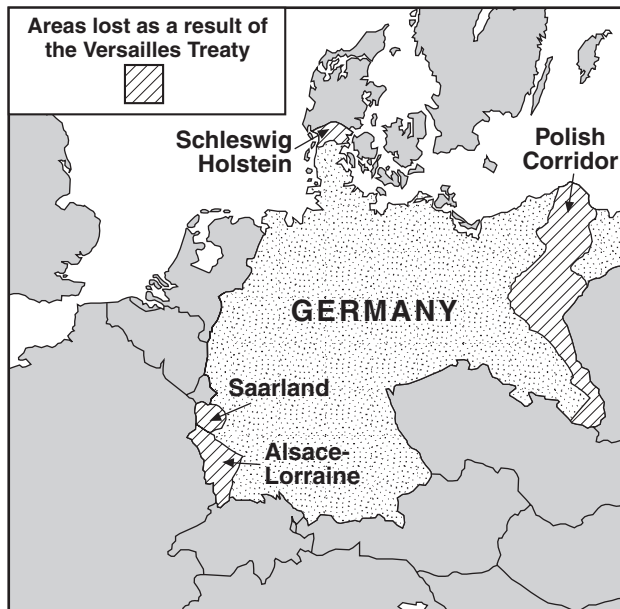 Areas lost as a result of
the Versailles Treaty
Schleswig
Holstein
Polish
Corridor
GERMANY
Saarland
Alsace-
Lorraine